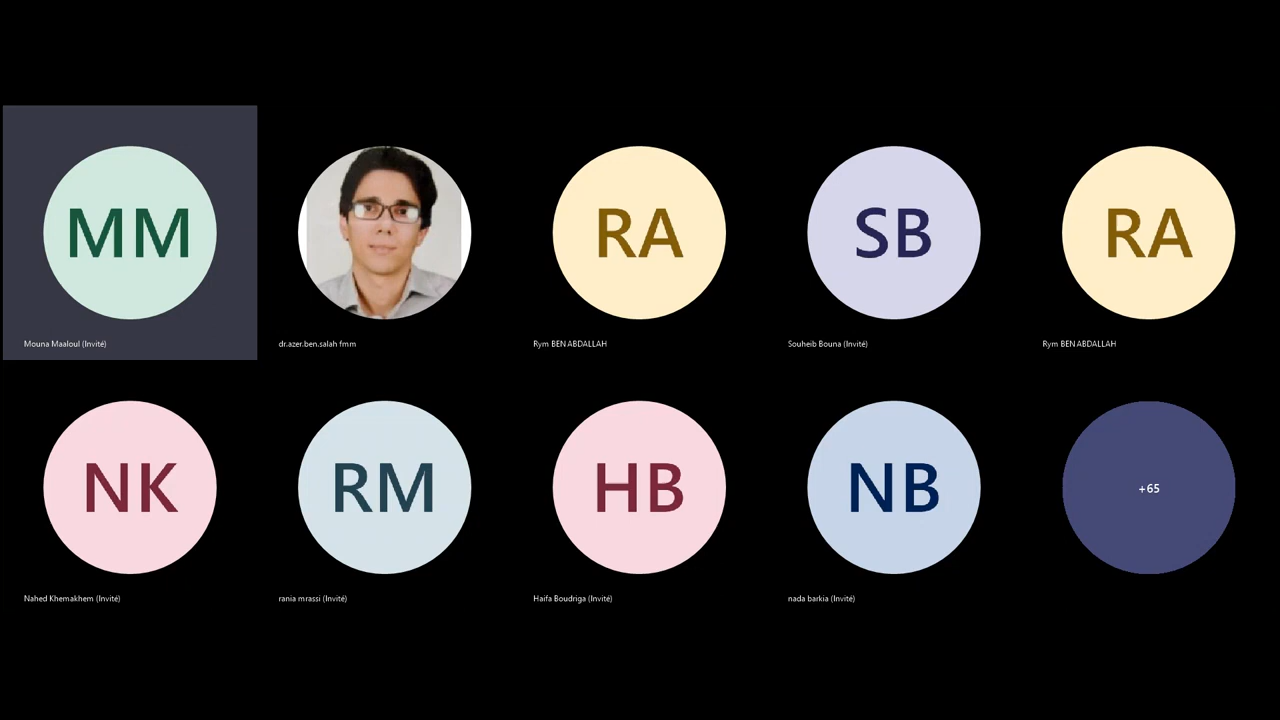 MM
RA
SB
RA
Mouna Maaloul (Invité)
dr.azer.ben.salah fmm
Rym BEN ABDALLAH
Souheib Bouna (Invité)
Rym BEN ABDALLAH
NK
RM
HB
NB
+65
Nahed Khemakhem (Invité)
rania mrassi (Invité)
Haifa Boudriga (Invité)
nada barkia (Invité)